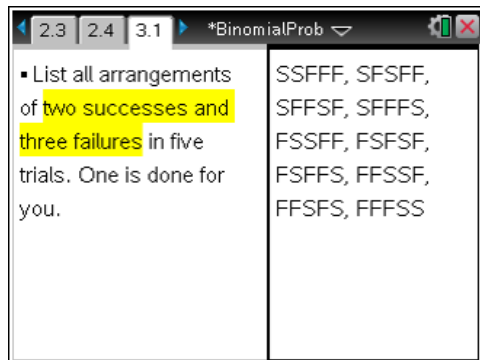 2.3 2.4 3.1 *BinomialProb
▪ List all arrangements
of two successes and
three failures in five
trials. One is done for
you.
SSFFF, SFSFF,
SFFSF, SFFFS,
FSSFF, FSFSF,
FSFFS, FFSSF,
FFSFS, FFFSS